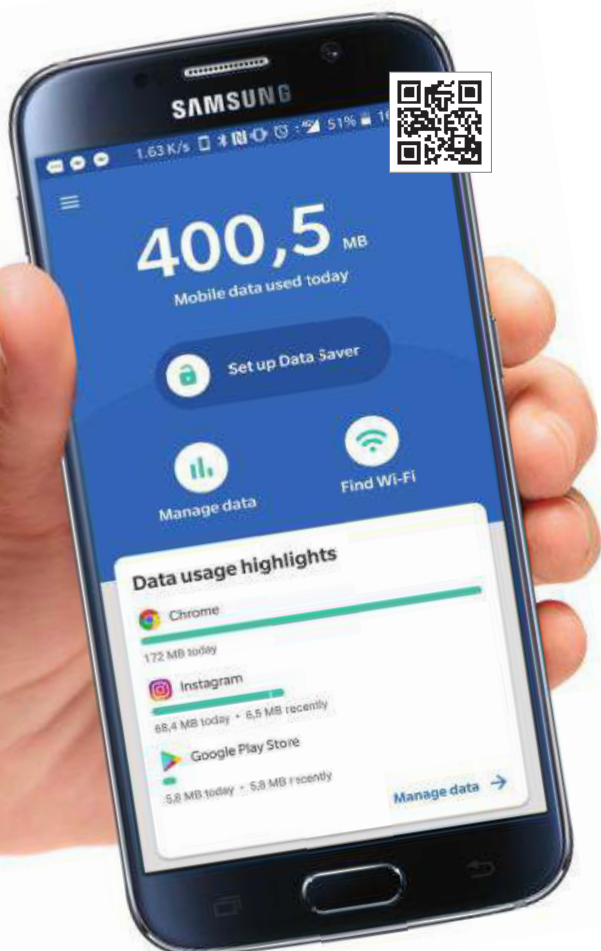 SAMSUNG
1.63 K/s 51%
400,5 MB
Mobile data used today
Set up Data Saver
Manage data
Find Wi-Fi
Data usage highlights
Chrome
172 MB today
Instagram
68,4 MB today • 6,5 MB recently
Google Play Store
5,8 MB today • 5,8 MB recently
Manage data →